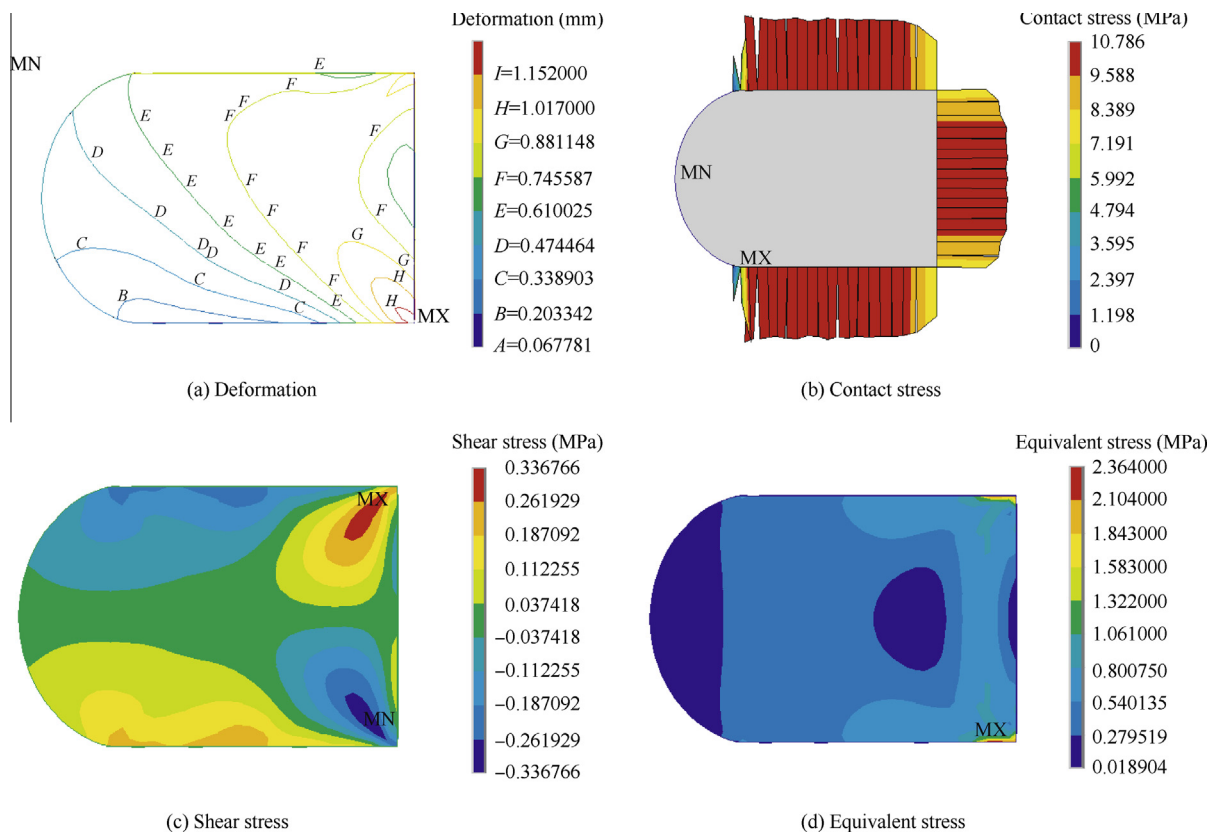 Deformation (mm)
MN
E
I=1.152000
H=1.017000
G=0.881148
F=0.745587
E=0.610025
D=0.474464
C=0.338903
B=0.203342
A=0.067781
F
F
F
F
F
E
D
E
E
F
F
D
E
F
F
C
D
D
E
E
F
G
G
C
D
E
F
H
H
B
C
MX
(a) Deformation
Contact stress (MPa)
10.786
9.588
8.389
7.191
5.992
4.794
3.595
2.397
1.198
0
MN
MX
(b) Contact stress
Shear stress (MPa)
0.336766
0.261929
0.187092
0.112255
0.037418
−0.037418
−0.112255
−0.187092
−0.261929
−0.336766
MX
MN
(c) Shear stress
Equivalent stress (MPa)
2.364000
2.104000
1.843000
1.583000
1.322000
1.061000
0.800750
0.540135
0.279519
0.018904
MX
(d) Equivalent stress